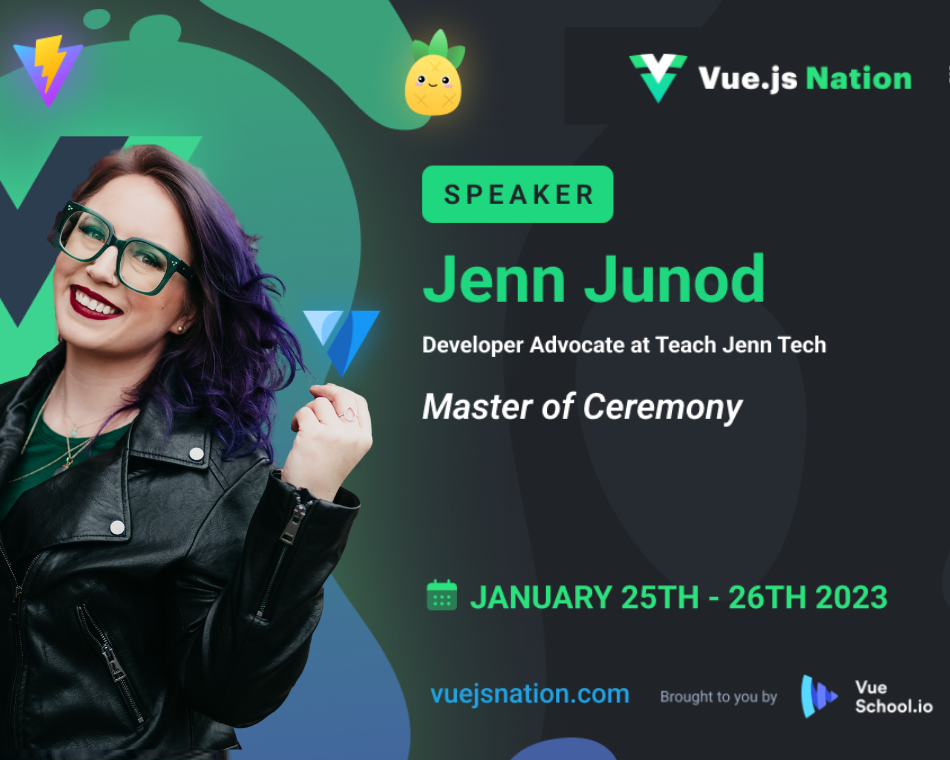 Vue.js Nation
SPEAKER
Jenn Junod
Developer Advocate at Teach Jenn Tech
Master of Ceremony
JANUARY 25TH - 26TH 2023
vuejsnation.com
Brought to you by
Vue
School.io